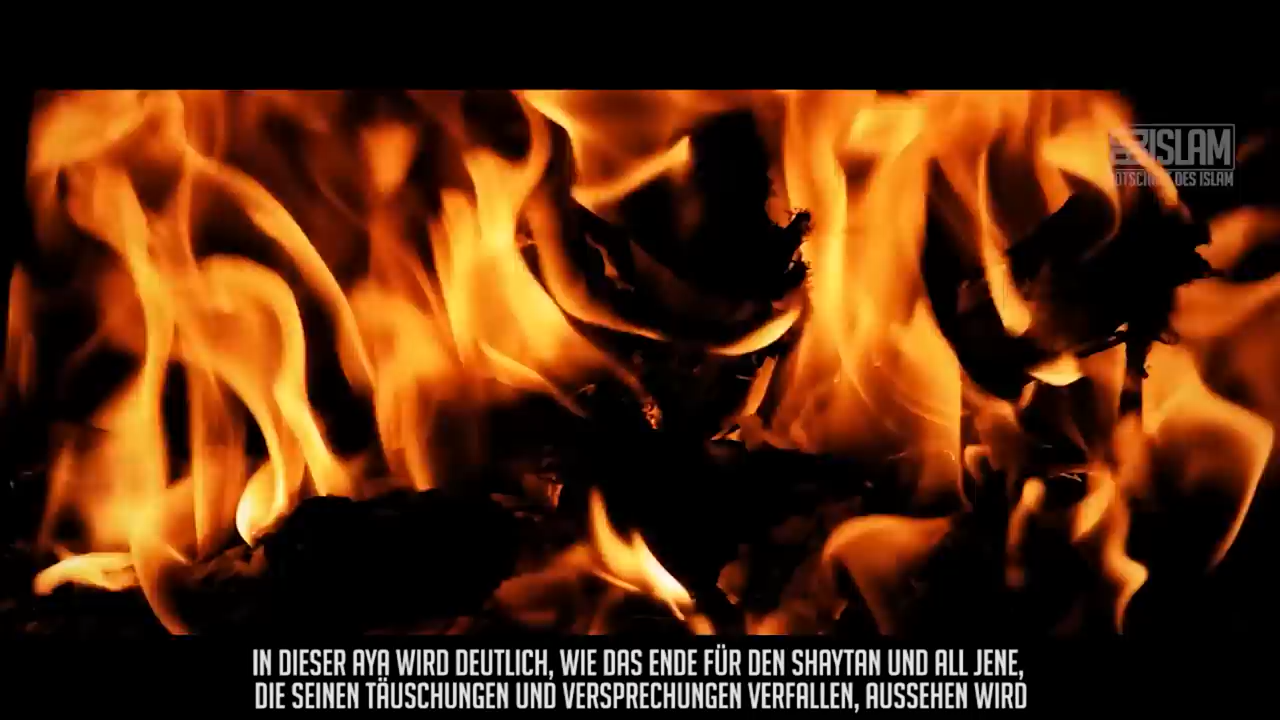 ISLAM
DES ISLAM
IN DIESER AYA WIRD DEUTLICH, WIE DAS ENDE FÜR DEN SHAYTAN UND ALL JENE,
DIE SEINEN TÄUSCHUNGEN UND VERSPRECHUNGEN VERFALLEN, AUSSEHEN WIRD